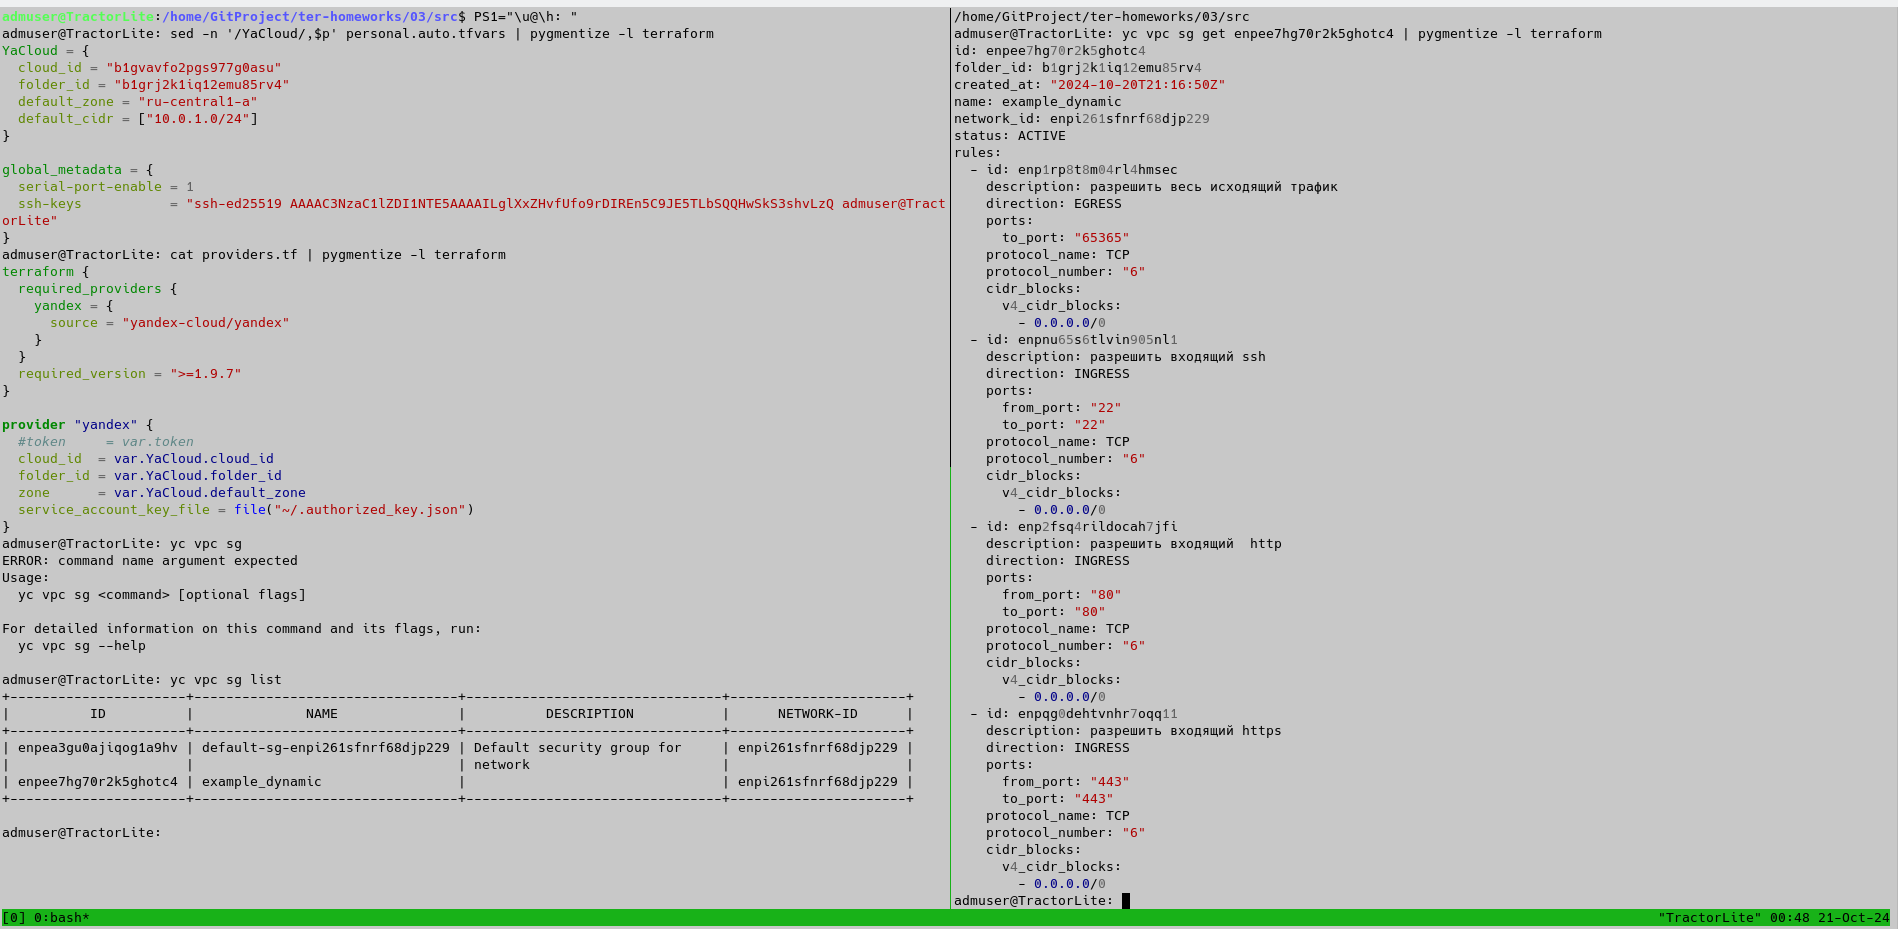 admuser@TractorLite:/home/GitProject/ter-homeworks/03/src$ PS1="\u@\h: "
admuser@TractorLite: sed -n '/YaCloud/,$p' personal.auto.tfvars | pygmentize -l terraform
YaCloud = {
  cloud_id = "b1gvavfo2pgs977g0asu"
  folder_id = "b1grj2k1iq12emu85rv4"
  default_zone = "ru-central1-a"
  default_cidr = ["10.0.1.0/24"]
}

global_metadata = {
  serial-port-enable = 1
  ssh-keys           = "ssh-ed25519 AAAAC3NzaC1lZDI1NTE5AAAAILglXxZHvfUfo9rDIREn5C9JE5TLbSQQHwSkS3shvLzQ admuser@Tract
orLite"
}
admuser@TractorLite: cat providers.tf | pygmentize -l terraform
terraform {
  required_providers {
    yandex = {
      source = "yandex-cloud/yandex"
    }
  }
  required_version = ">=1.9.7"
}

provider "yandex" {
  #token     = var.token
  cloud_id  = var.YaCloud.cloud_id
  folder_id = var.YaCloud.folder_id
  zone      = var.YaCloud.default_zone
  service_account_key_file = file("~/.authorized_key.json")
}
admuser@TractorLite: yc vpc sg
ERROR: command name argument expected
Usage:
  yc vpc sg <command> [optional flags]

For detailed information on this command and its flags, run:
  yc vpc sg --help

admuser@TractorLite: yc vpc sg list
+----------------------+---------------------------------+--------------------------------+----------------------+
|          ID          |              NAME               |          DESCRIPTION           |      NETWORK-ID      |
+----------------------+---------------------------------+--------------------------------+----------------------+
| enpea3gu0ajiqog1a9hv | default-sg-enpi261sfnrf68djp229 | Default security group for     | enpi261sfnrf68djp229 |
|                      |                                 | network                        |                      |
| enpee7hg70r2k5ghotc4 | example_dynamic                 |                                | enpi261sfnrf68djp229 |
+----------------------+---------------------------------+--------------------------------+----------------------+

admuser@TractorLite:
/home/GitProject/ter-homeworks/03/src
admuser@TractorLite: yc vpc sg get enpee7hg70r2k5ghotc4 | pygmentize -l terraform
id: enpee7hg70r2k5ghotc4
folder_id: b1grj2k1iq12emu85rv4
created_at: "2024-10-20T21:16:50Z"
name: example_dynamic
network_id: enpi261sfnrf68djp229
status: ACTIVE
rules:
  - id: enp1rp8t8m04rl4hmsec
    description: разрешить весь исходящий трафик
    direction: EGRESS
    ports:
      to_port: "65365"
    protocol_name: TCP
    protocol_number: "6"
    cidr_blocks:
      v4_cidr_blocks:
        - 0.0.0.0/0
  - id: enpnu65s6tlvin905nl1
    description: разрешить входящий ssh
    direction: INGRESS
    ports:
      from_port: "22"
      to_port: "22"
    protocol_name: TCP
    protocol_number: "6"
    cidr_blocks:
      v4_cidr_blocks:
        - 0.0.0.0/0
  - id: enp2fsq4rildocah7jfi
    description: разрешить входящий  http
    direction: INGRESS
    ports:
      from_port: "80"
      to_port: "80"
    protocol_name: TCP
    protocol_number: "6"
    cidr_blocks:
      v4_cidr_blocks:
        - 0.0.0.0/0
  - id: enpqg0dehtvnhr7oqq11
    description: разрешить входящий https
    direction: INGRESS
    ports:
      from_port: "443"
      to_port: "443"
    protocol_name: TCP
    protocol_number: "6"
    cidr_blocks:
      v4_cidr_blocks:
        - 0.0.0.0/0
admuser@TractorLite:
[0] 0:bash* "TractorLite" 00:48 21-Oct-24